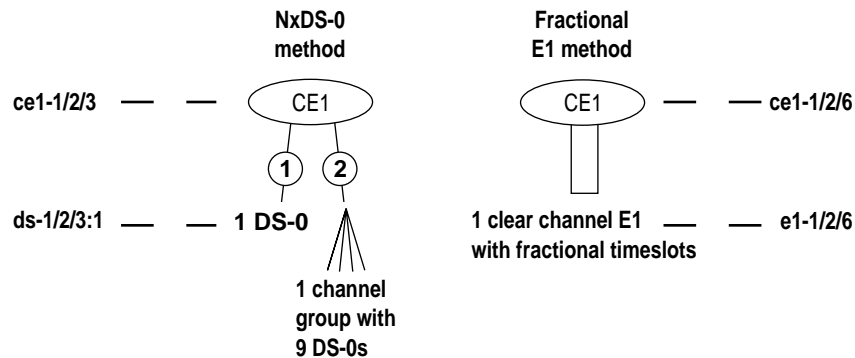 NxDS-0
method
Fractional
E1 method
ce1-1/2/3
CE1
CE1
ce1-1/2/6
1
2
ds-1/2/3:1
1 DS-0
1 clear channel E1
with fractional timeslots
e1-1/2/6
1 channel
group with
9 DS-0s